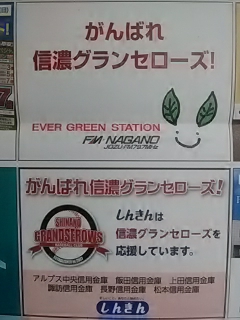 がんばれ
信濃グランセローズ!
EVER GREEN STATION
FM NAGANO
JOZU-FM 79.7MHz
がんばれ信濃グランセローズ!
SHINANO
GRANDSEROWS
しんきんは
信濃グランセローズを
応援しています。
アルプス中央信用金庫 飯田信用金庫 上田信用金庫
諏訪信用金庫 長野信用金庫 松本信用金庫
しんきん